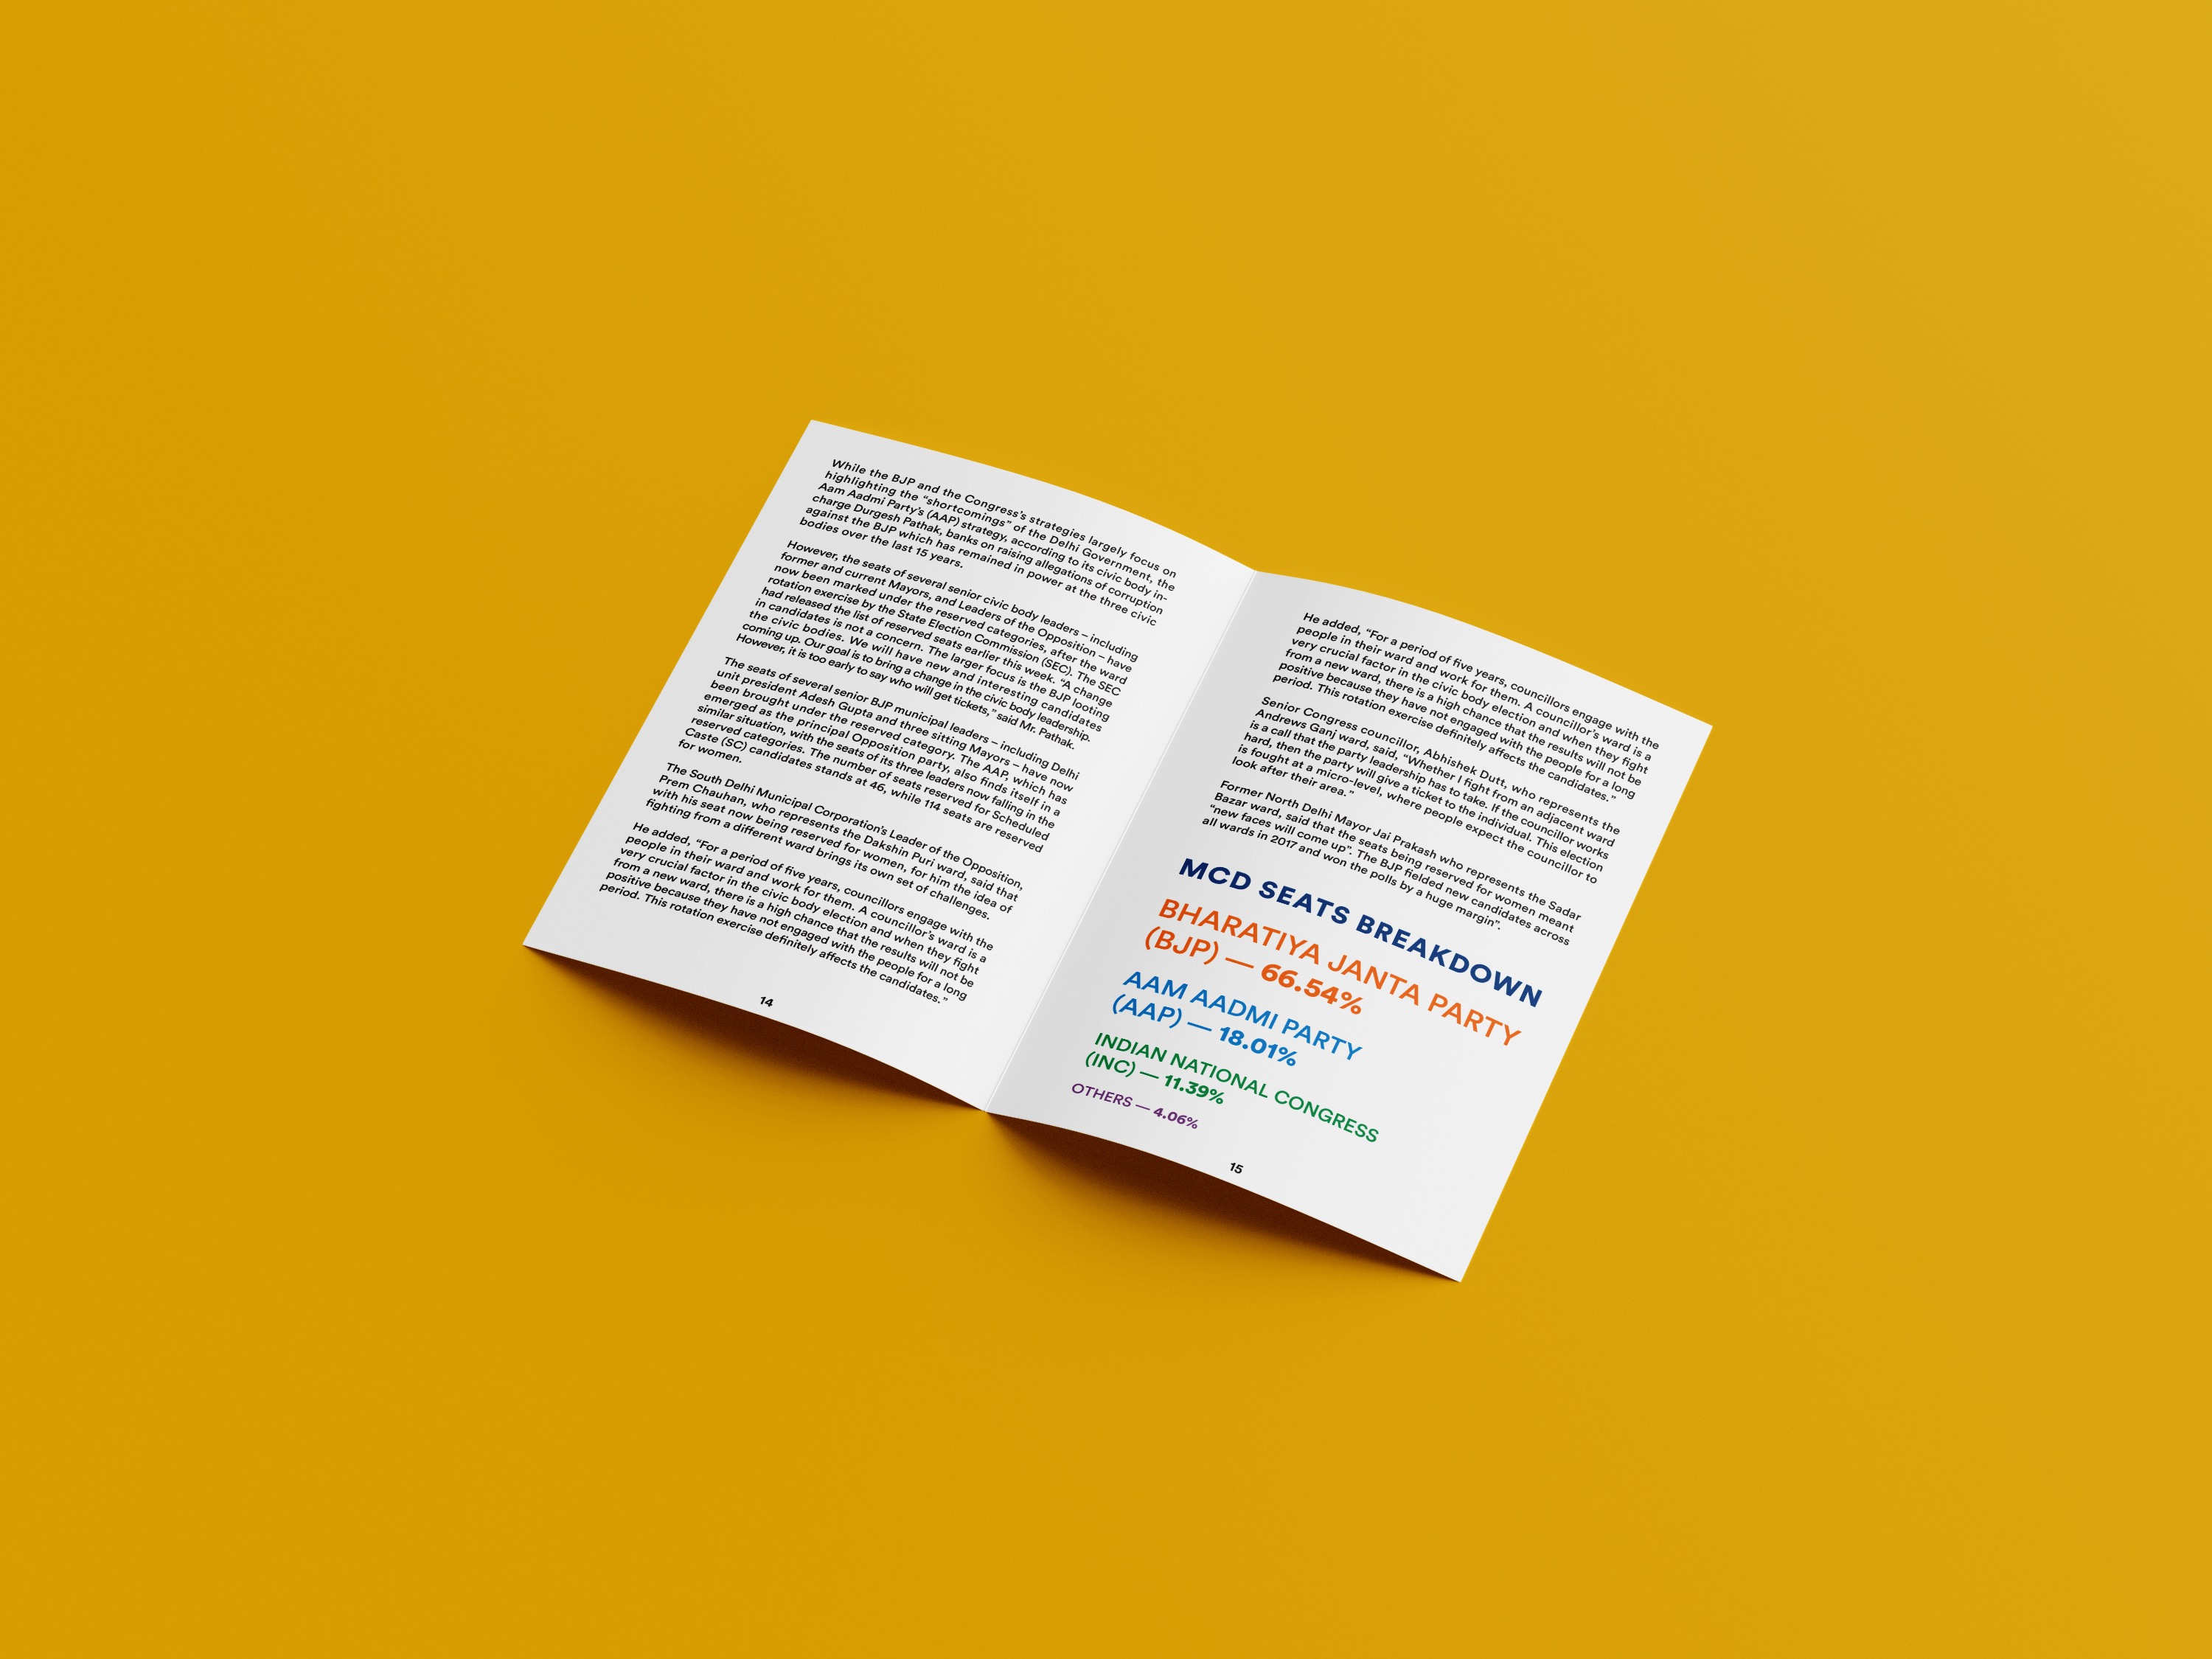 While the BJP and the Congress's strategies largely focus on
highlighting the “shortcomings” of the Delhi Government, the
Aam Aadmi Party's (AAP) strategy, according to its civic body in-
charge Durgesh Pathak, banks on raising allegations of corruption
against the BJP which has remained in power at the three civic
bodies over the last 15 years.
However, the seats of several senior civic body leaders – including
former and current Mayors, and Leaders of the Opposition – have
now been marked under the reserved categories, after the ward
rotation exercise by the State Election Commission (SEC). The SEC
had released the list of reserved seats earlier this week. “A change
in candidates is not a concern. The larger focus is the BJP looting
the civic bodies. We will have new and interesting candidates
coming up. Our goal is to bring a change in the civic body leadership.
However, it is too early to say who will get tickets,” said Mr. Pathak.
The seats of several senior BJP municipal leaders – including Delhi
unit president Adesh Gupta and three sitting Mayors – have now
been brought under the reserved category. The AAP, which has
emerged as the principal Opposition party, also finds itself in a
similar situation, with the seats of its three leaders now falling in the
reserved categories. The number of seats reserved for Scheduled
Caste (SC) candidates stands at 46, while 114 seats are reserved
for women.
The South Delhi Municipal Corporation's Leader of the Opposition,
Prem Chauhan, who represents the Dakshin Puri ward, said that
with his seat now being reserved for women, for him the idea of
fighting from a different ward brings its own set of challenges.
He added, “For a period of five years, councillors engage with the
people in their ward and work for them. A councillor's ward is a
very crucial factor in the civic body election and when they fight
from a new ward, there is a high chance that the results will not be
positive because they have not engaged with the people for a long
period. This rotation exercise definitely affects the candidates.”
14
He added, “For a period of five years, councillors engage with the
people in their ward and work for them. A councillor's ward is a
very crucial factor in the civic body election and when they fight
from a new ward, there is a high chance that the results will not be
positive because they have not engaged with the people for a long
period. This rotation exercise definitely affects the candidates.”
Senior Congress councillor, Abhishek Dutt, who represents the
Andrews Ganj ward, said, “Whether I fight from an adjacent ward
is a call that the party leadership has to take. If the councillor works
hard, then the party will give a ticket to the individual. This election
is fought at a micro-level, where people expect the councillor to
look after their area.”
Former North Delhi Mayor Jai Prakash who represents the Sadar
Bazar ward, said that the seats being reserved for women meant
“new faces will come up”. The BJP fielded new candidates across
all wards in 2017 and won the polls by a huge margin”.
MCD SEATS BREAKDOWN
BHARATIYA JANTA PARTY
(BJP) — 66.54%
AAM AADMI PARTY
(AAP) — 18.01%
INDIAN NATIONAL CONGRESS
(INC) — 11.39%
OTHERS — 4.06%
15